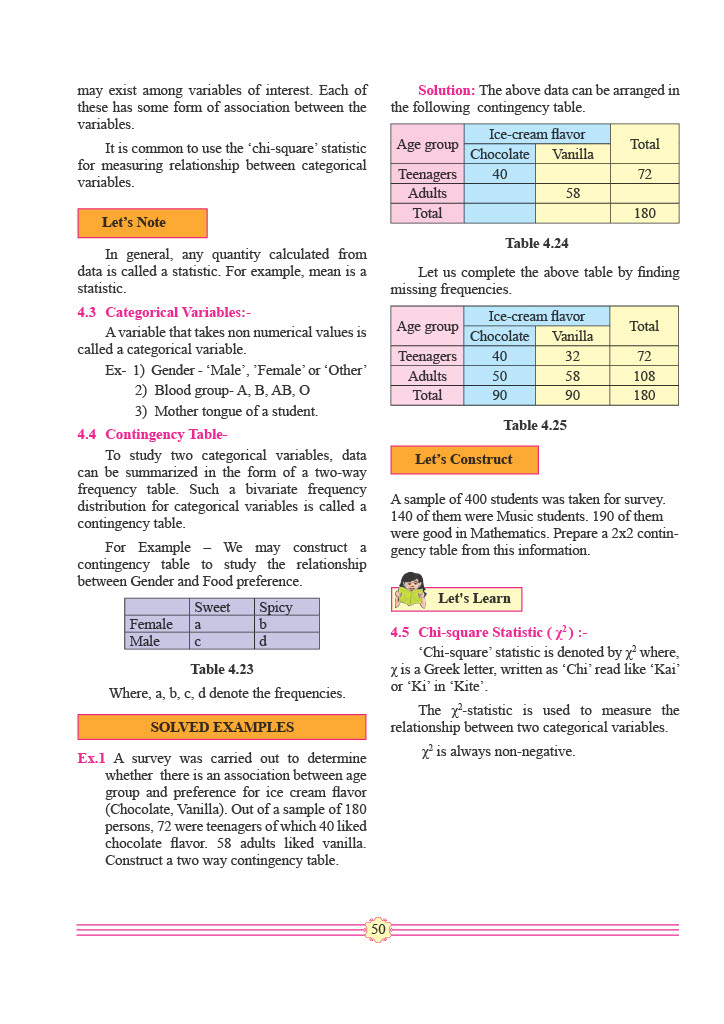 may exist among variables of interest. Each of
these has some form of association between the
variables.
It is common to use the ‘chi-square’ statistic
for measuring relationship between categorical
variables.
Let’s Note
In general, any quantity calculated from
data is called a statistic. For example, mean is a
statistic.
4.3 Categorical Variables:-
A variable that takes non numerical values is
called a categorical variable.
Ex- 1) Gender - ‘Male’, ’Female’ or ‘Other’
2) Blood group- A, B, AB, O
3) Mother tongue of a student.
4.4 Contingency Table-
To study two categorical variables, data
can be summarized in the form of a two-way
frequency table. Such a bivariate frequency
distribution for categorical variables is called a
contingency table.
For Example – We may construct a
contingency table to study the relationship
between Gender and Food preference.
Sweet Spicy
Female a b
Male c d
Table 4.23
Where, a, b, c, d denote the frequencies.
SOLVED EXAMPLES
Ex.1 A survey was carried out to determine
whether there is an association between age
group and preference for ice cream flavor
(Chocolate, Vanilla). Out of a sample of 180
persons, 72 were teenagers of which 40 liked
chocolate flavor. 58 adults liked vanilla.
Construct a two way contingency table.
Solution: The above data can be arranged in
the following contingency table.
Age group Ice-cream flavor Total
Chocolate Vanilla
Teenagers 40 72
Adults 58
Total 180
Table 4.24
Let us complete the above table by finding
missing frequencies.
Age group Ice-cream flavor Total
Chocolate Vanilla
Teenagers 40 32 72
Adults 50 58 108
Total 90 90 180
Table 4.25
Let’s Construct
A sample of 400 students was taken for survey.
140 of them were Music students. 190 of them
were good in Mathematics. Prepare a 2x2 contin-
gency table from this information.
Let's Learn
4.5 Chi-square Statistic ( χ² ) :-
‘Chi-square’ statistic is denoted by χ² where,
χ is a Greek letter, written as ‘Chi’ read like ‘Kai’
or ‘Ki’ in ‘Kite’.
The χ²-statistic is used to measure the
relationship between two categorical variables.
χ² is always non-negative.
50